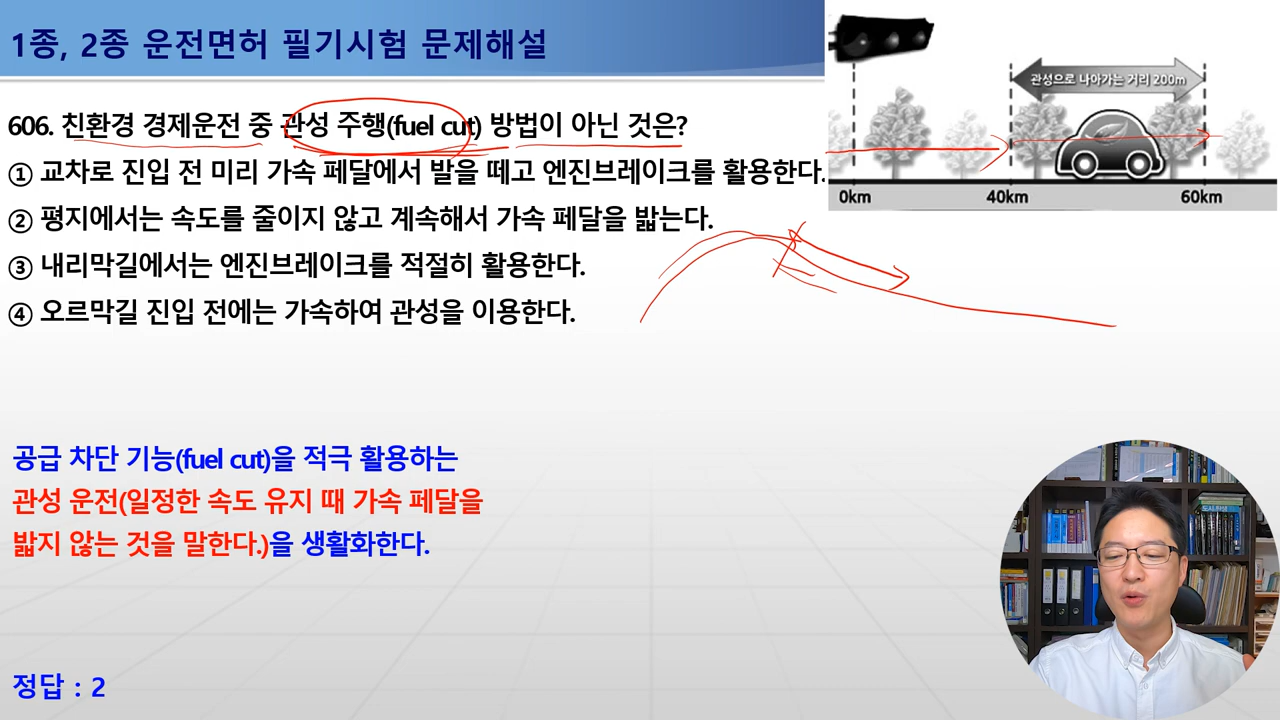 1종, 2종 운전면허 필기시험 문제해설
606. 친환경 경제운전 중 관성 주행(fuel cut) 방법이 아닌 것은?
① 교차로 진입 전 미리 가속 페달에서 발을 떼고 엔진브레이크를 활용한다.
② 평지에서는 속도를 줄이지 않고 계속해서 가속 페달을 밟는다.
③ 내리막길에서는 엔진브레이크를 적절히 활용한다.
④ 오르막길 진입 전에는 가속하여 관성을 이용한다.
관성으로 나아가는 거리 200m
0km 40km 60km
공급 차단 기능(fuel cut)을 적극 활용하는
관성 운전(일정한 속도 유지 때 가속 페달을
밟지 않는 것을 말한다.)을 생활화한다.
정답 : 2